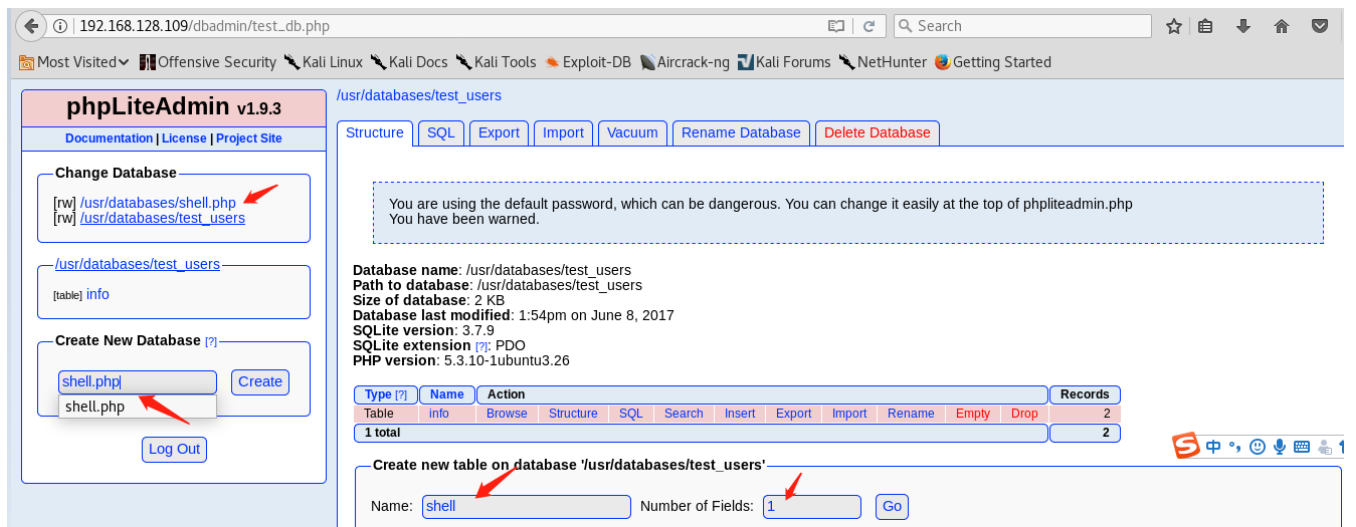 192.168.128.109/dbadmin/test_db.php
Search
Most Visited Offensive Security Kali Linux Kali Docs Kali Tools Exploit-DB Aircrack-ng Kali Forums NetHunter Getting Started
phpLiteAdmin v1.9.3
Documentation | License | Project Site
Change Database
[rw] /usr/databases/shell.php
[rw] /usr/databases/test_users
/usr/databases/test_users
[table] info
Create New Database [?]
shell.php Create
shell.php
Log Out
/usr/databases/test_users
Structure SQL Export Import Vacuum Rename Database Delete Database
You are using the default password, which can be dangerous. You can change it easily at the top of phpliteadmin.php
You have been warned.
Database name: /usr/databases/test_users
Path to database: /usr/databases/test_users
Size of database: 2 KB
Database last modified: 1:54pm on June 8, 2017
SQLite version: 3.7.9
SQLite extension [?]: PDO
PHP version: 5.3.10-1ubuntu3.26
Type [?] Name Action Records
Table info Browse Structure SQL Search Insert Export Import Rename Empty Drop 2
1 total 2
S 中
Create new table on database '/usr/databases/test_users'
Name: shell Number of Fields: 1 Go